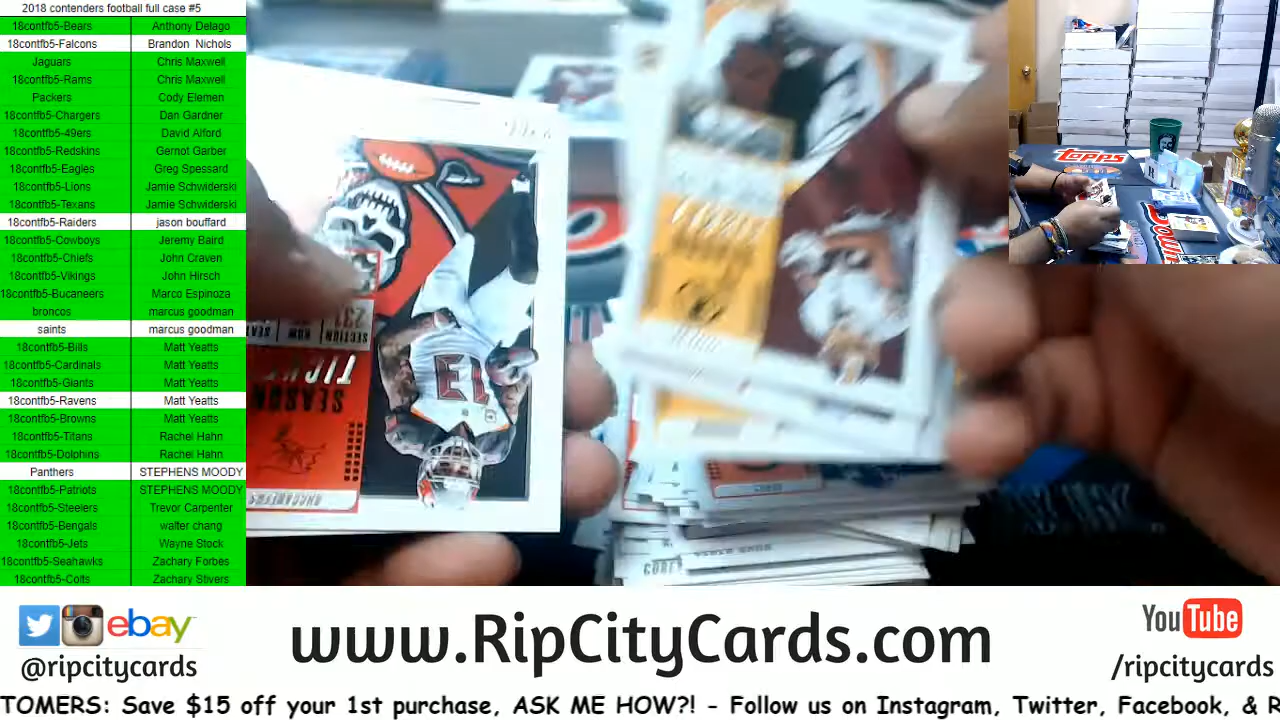 2018 contenders football full case #5
18contfb5-Bears Anthony Delago
18contfb5-Falcons Brandon Nichols
Jaguars Chris Maxwell
18contfb5-Rams Chris Maxwell
Packers Cody Elemen
18contfb5-Chargers Dan Gardner
18contfb5-49ers David Alford
18contfb5-Redskins Gernot Garber
18contfb5-Eagles Greg Spessard
18contfb5-Lions Jamie Schwiderski
18contfb5-Texans Jamie Schwiderski
18contfb5-Raiders jason bouffard
18contfb5-Cowboys Jeremy Baird
18contfb5-Chiefs John Craven
18contfb5-Vikings John Hirsch
18contfb5-Bucaneers Marco Espinoza
broncos marcus goodman
saints marcus goodman
18contfb5-Bills Matt Yeatts
18contfb5-Cardinals Matt Yeatts
18contfb5-Giants Matt Yeatts
18contfb5-Ravens Matt Yeatts
18contfb5-Browns Matt Yeatts
18contfb5-Titans Rachel Hahn
18contfb5-Dolphins Rachel Hahn
Panthers STEPHENS MOODY
18contfb5-Patriots STEPHENS MOODY
18contfb5-Steelers Trevor Carpenter
18contfb5-Bengals walter chang
18contfb5-Jets Wayne Stock
18contfb5-Seahawks Zachary Forbes
18contfb5-Colts Zachary Stivers
SECTION ROW SEAT
231
SEASON
TICKET
BUCCANEERS
13
topps
ebay
@ripcitycards
www.RipCityCards.com
YouTube
/ripcitycards
TOMERS: Save $15 off your 1st purchase, ASK ME HOW?! - Follow us on Instagram, Twitter, Facebook, & R